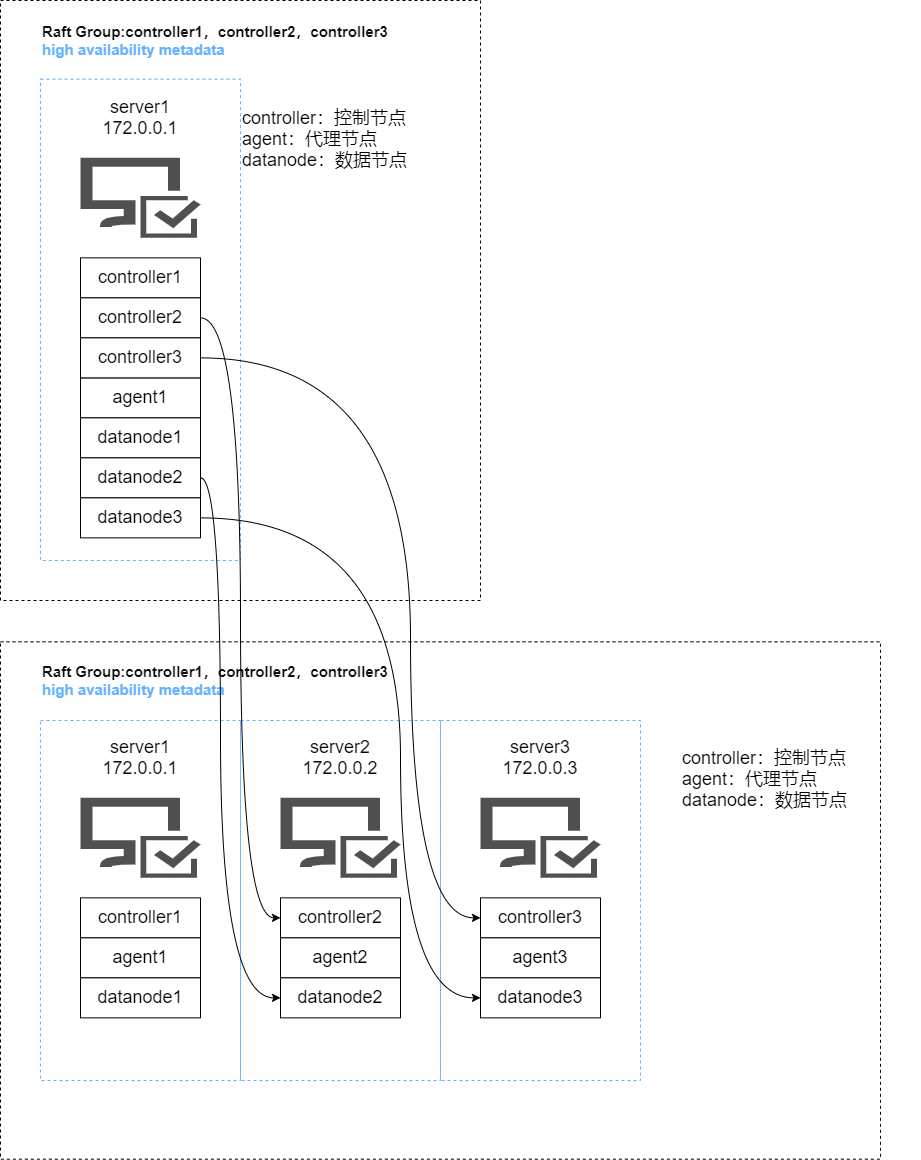 Raft Group:controller1，controller2，controller3
high availability metadata
server1
172.0.0.1
controller：控制节点
agent：代理节点
datanode：数据节点
controller1
controller2
controller3
agent1
datanode1
datanode2
datanode3
Raft Group:controller1，controller2，controller3
high availability metadata
server1
172.0.0.1
server2
172.0.0.2
server3
172.0.0.3
controller：控制节点
agent：代理节点
datanode：数据节点
controller1
agent1
datanode1
controller2
agent2
datanode2
controller3
agent3
datanode3